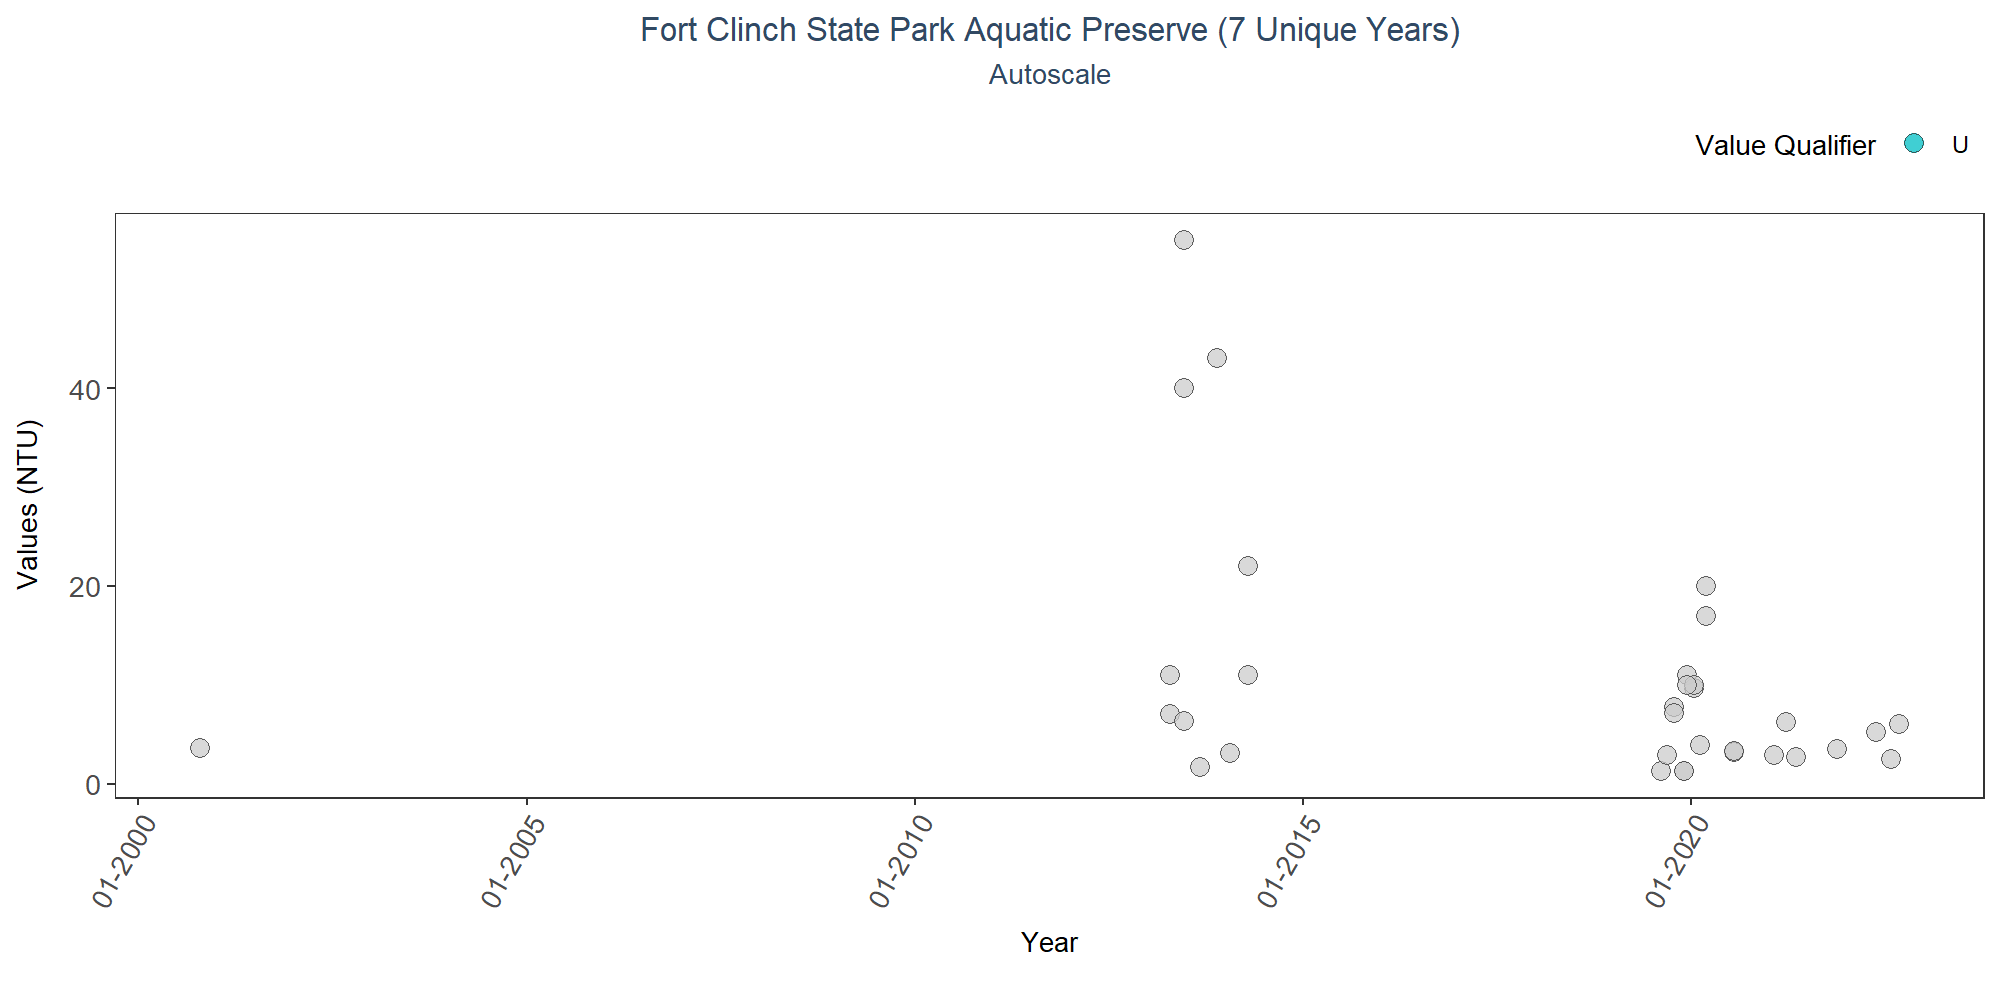 Fort Clinch State Park Aquatic Preserve (7 Unique Years)
Autoscale
Value Qualifier U
Values (NTU)
40
20
0
01-2000 01-2005 01-2010 01-2015 01-2020
Year